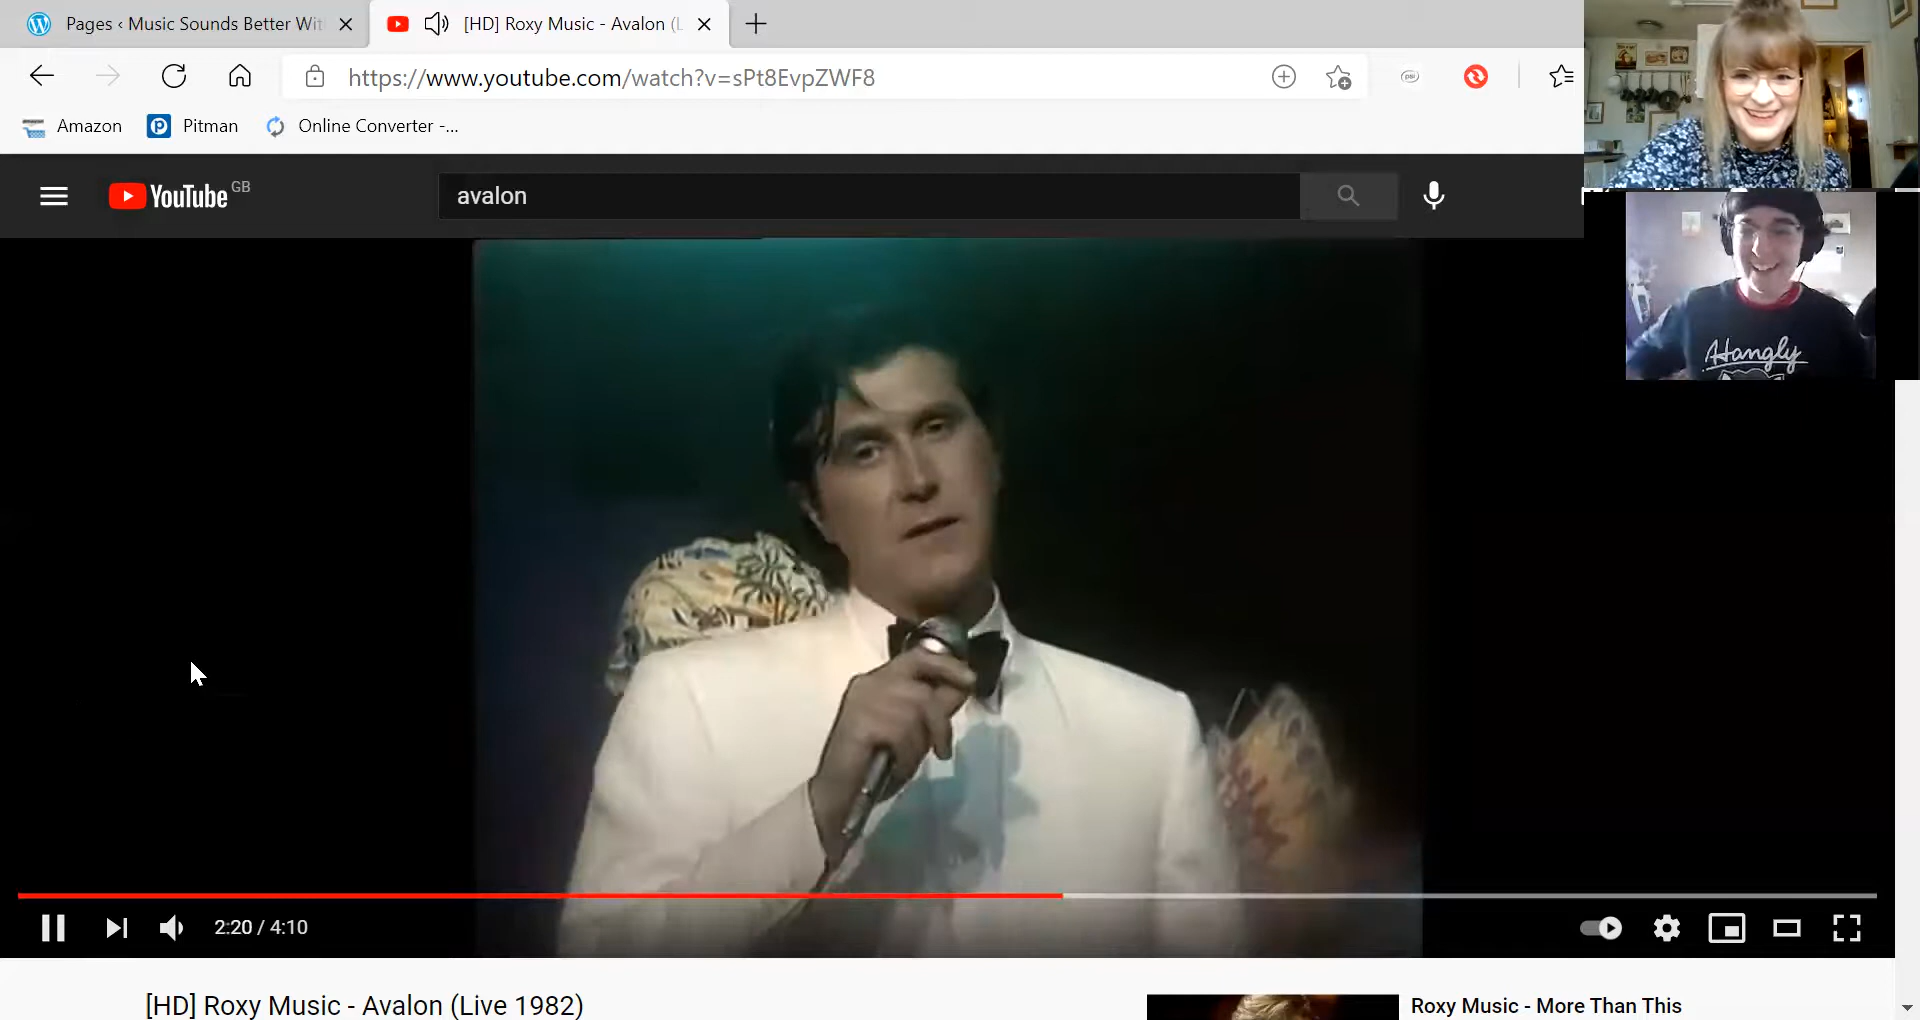 Pages ‹ Music Sounds Better Wit
[HD] Roxy Music - Avalon (L
https://www.youtube.com/watch?v=sPt8EvpZWF8
psi
Amazon
Pitman
Online Converter -...
YouTube GB
avalon
Hangly
2:20 / 4:10
[HD] Roxy Music - Avalon (Live 1982)
Roxy Music - More Than This